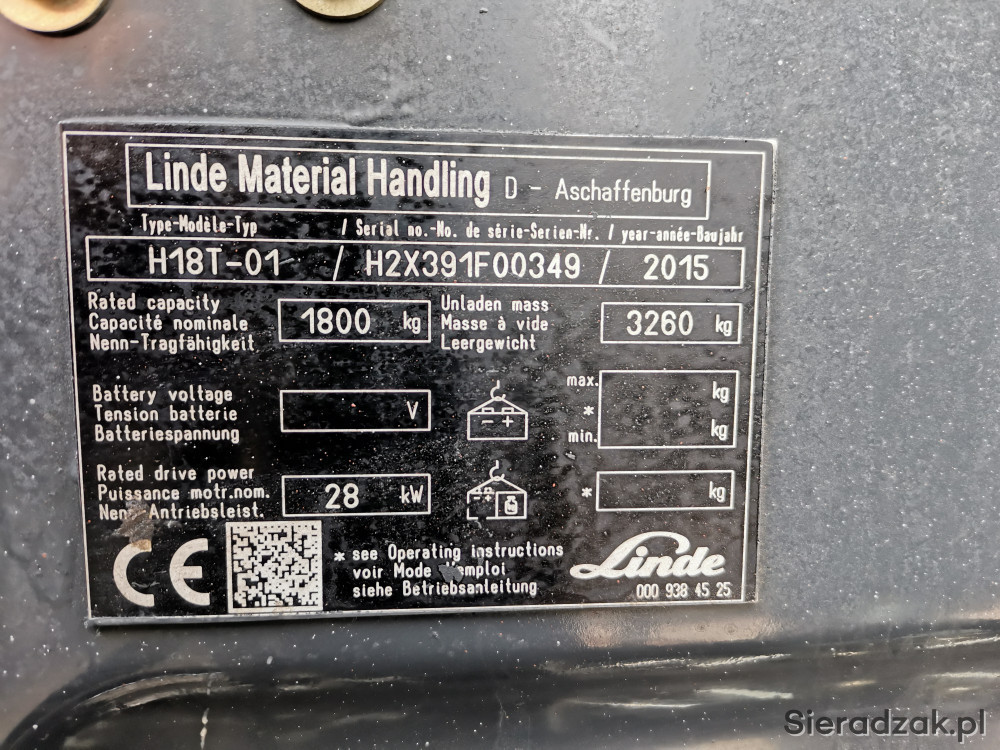 Linde Material Handling D - Aschaffenburg
Type-Modèle-Typ / Serial no.-No. de série-Serien-Nr. / year-année-Baujahr
H18T-01 / H2X391F00349 / 2015
Rated capacity
Capacité nominale
Nenn-Tragfähigkeit
1800 kg
Unladen mass
Masse à vide
Leergewicht
3260 kg
Battery voltage
Tension batterie
Batteriespannung
V
- +
max. kg
*
min. kg
Rated drive power
Puissance motr.nom.
Nenn-Antriebsleist.
28 kW
- +
* kg
CE
* see Operating instructions
voir Mode d'emploi
siehe Betriebsanleitung
Linde
000 938 45 25
Sieradzak.pl